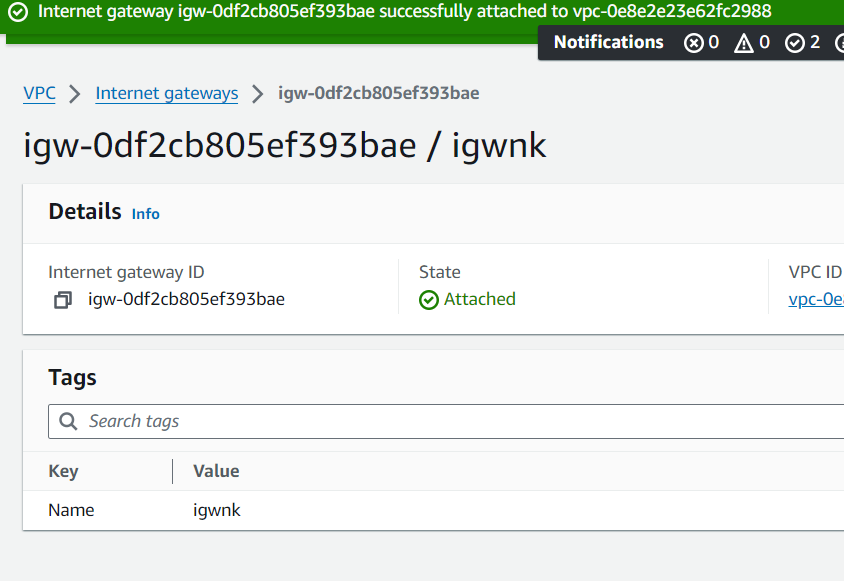 Internet gateway igw-0df2cb805ef393bae successfully attached to vpc-0e8e2e23e62fc2988
Notifications 0 0 2
VPC Internet gateways igw-0df2cb805ef393bae
igw-0df2cb805ef393bae / igwnk
Details Info
Internet gateway ID State VPC ID
igw-0df2cb805ef393bae Attached vpc-0e
Tags
Search tags
Key Value
Name igwnk